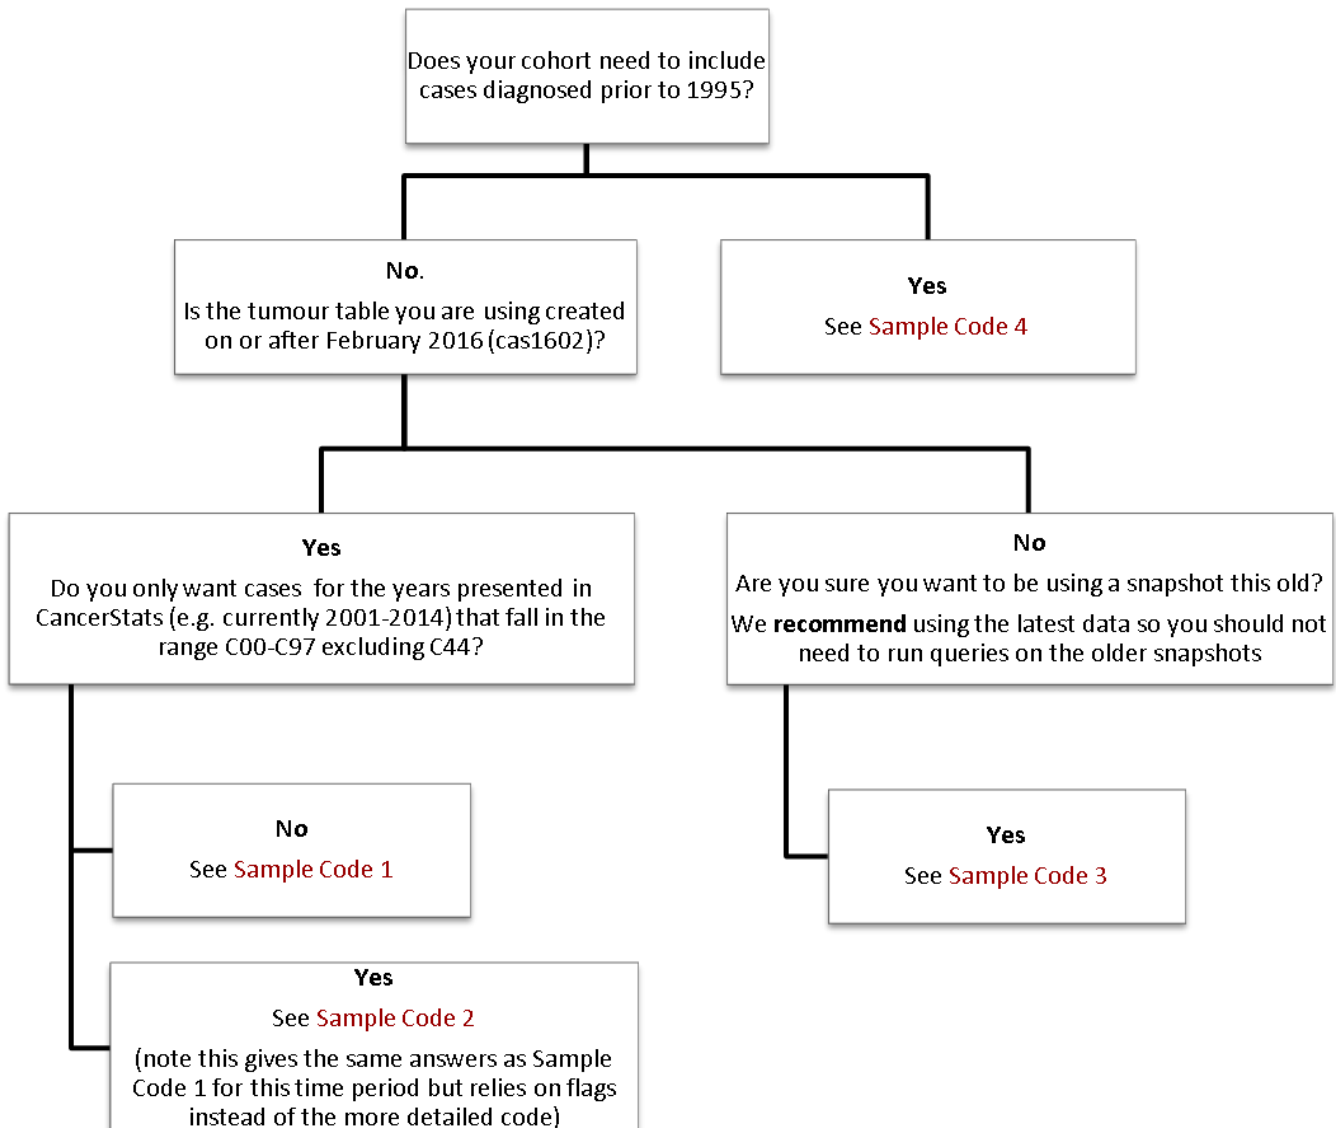 Does your cohort need to include
cases diagnosed prior to 1995?
No.
Is the tumour table you are using created
on or after February 2016 (cas1602)?
Yes
See Sample Code 4
Yes
Do you only want cases for the years presented in
CancerStats (e.g. currently 2001-2014) that fall in the
range C00-C97 excluding C44?
No
Are you sure you want to be using a snapshot this old?
We recommend using the latest data so you should not
need to run queries on the older snapshots
No
See Sample Code 1
Yes
See Sample Code 3
Yes
See Sample Code 2
(note this gives the same answers as Sample
Code 1 for this time period but relies on flags
instead of the more detailed code)